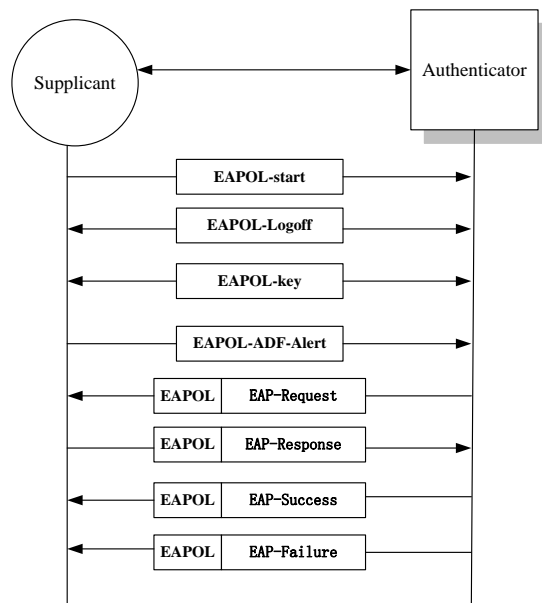 Supplicant
Authenticator
EAPOL-start
EAPOL-Logoff
EAPOL-key
EAPOL-ADF-Alert
EAPOL EAP-Request
EAPOL EAP-Response
EAPOL EAP-Success
EAPOL EAP-Failure